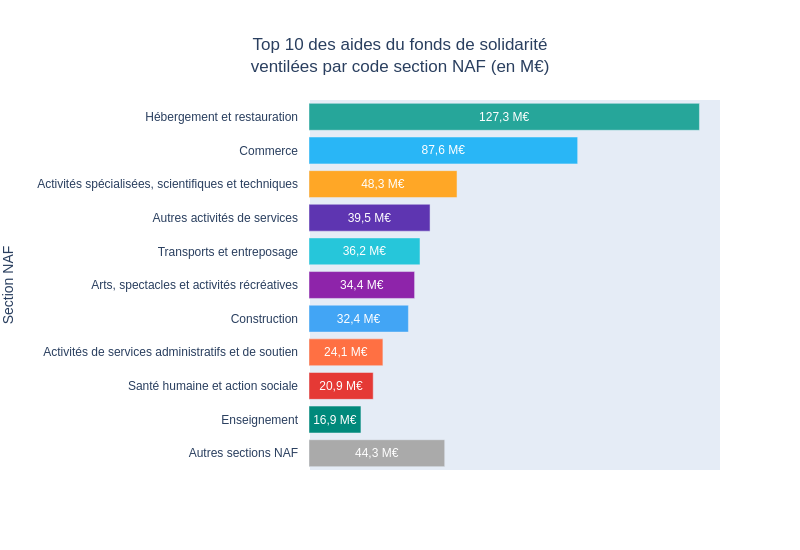 Top 10 des aides du fonds de solidarité
ventilées par code section NAF (en M€)
Section NAF
Hébergement et restauration 127,3 M€
Commerce 87,6 M€
Activités spécialisées, scientifiques et techniques 48,3 M€
Autres activités de services 39,5 M€
Transports et entreposage 36,2 M€
Arts, spectacles et activités récréatives 34,4 M€
Construction 32,4 M€
Activités de services administratifs et de soutien 24,1 M€
Santé humaine et action sociale 20,9 M€
Enseignement 16,9 M€
Autres sections NAF 44,3 M€